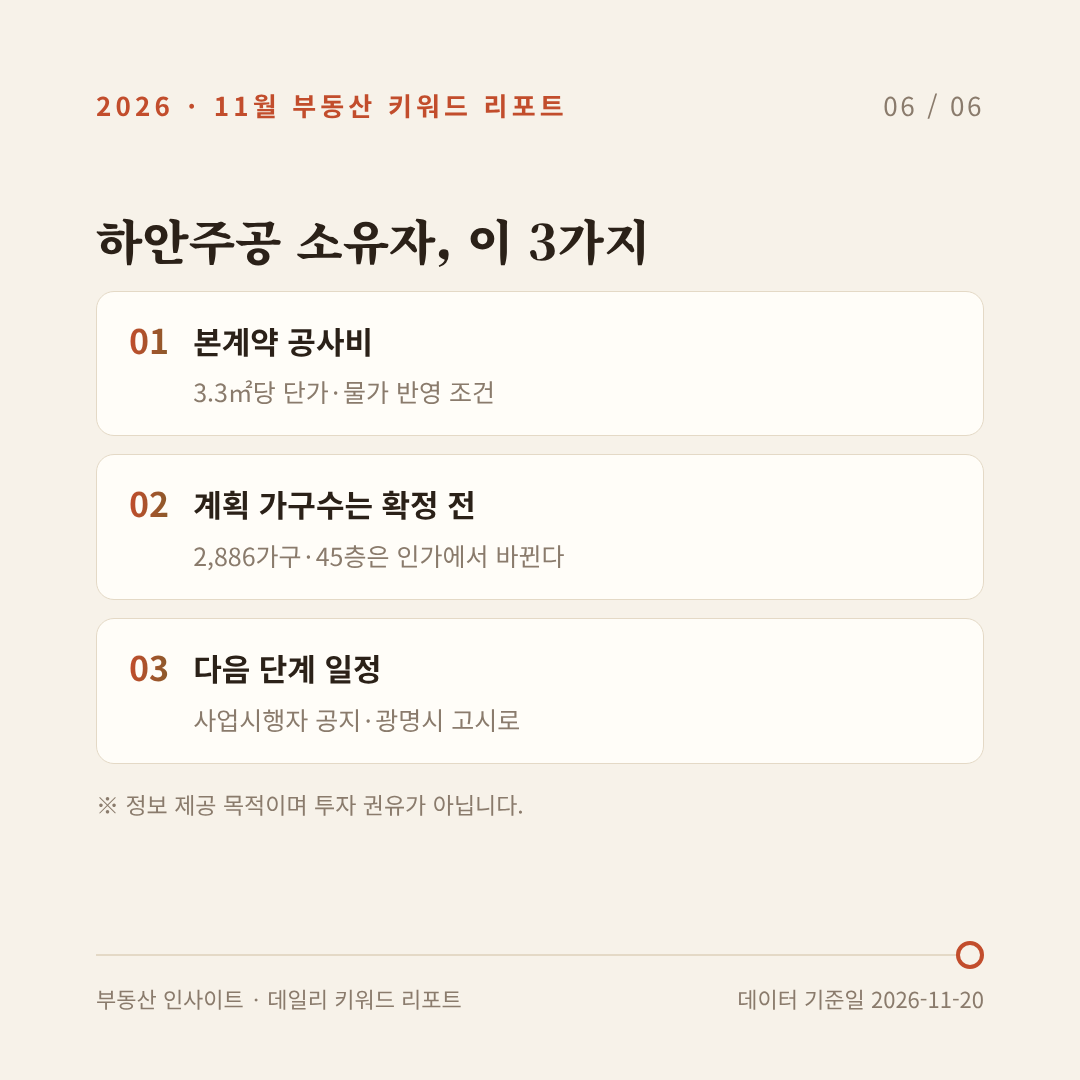 2026 · 11월 부동산 키워드 리포트
06 / 06
하안주공 소유자, 이 3가지
01 본계약 공사비
3.3㎡당 단가·물가 반영 조건
02 계획 가구수는 확정 전
2,886가구·45층은 인가에서 바뀐다
03 다음 단계 일정
사업시행자 공지·광명시 고시로
※ 정보 제공 목적이며 투자 권유가 아닙니다.
부동산 인사이트 · 데일리 키워드 리포트
데이터 기준일 2026-11-20